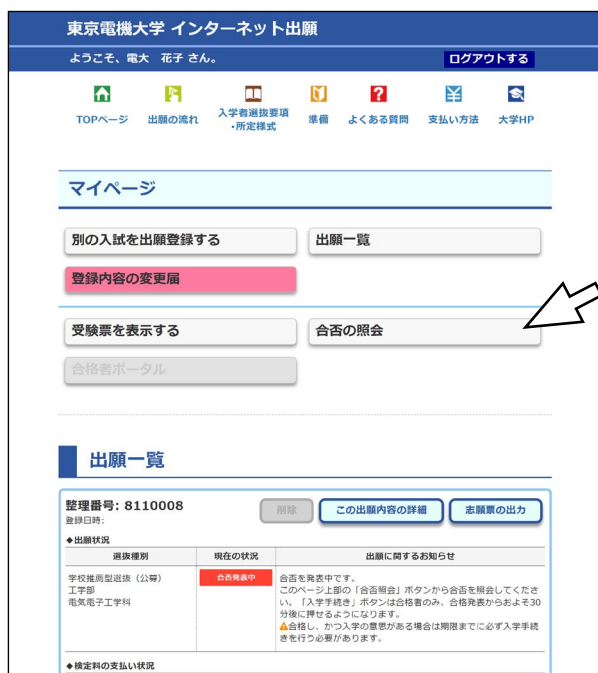 東京電機大学 インターネット出願
ようこそ、電大 花子 さん。 ログアウトする
TOPページ 出願の流れ 入学者選抜要項・所定様式 準備 よくある質問 支払い方法 大学HP
マイページ
別の入試を出願登録する 出願一覧
登録内容の変更届
受験票を表示する 合否の照会
合格者ポータル
出願一覧
整理番号: 8110008 削除 この出願内容の詳細 志願票の出力
登録日時:
◆出願状況
選抜種別 現在の状況 出願に関するお知らせ
学校推薦型選抜（公募） 合否発表中 合否を発表中です。
工学部 このページ上部の「合否照会」ボタンから合否を照会してくださ
電気電子工学科 い。「入学手続き」ボタンは合格者のみ、合格発表からおよそ30
分後に押せるようになります。
⚠合格し、かつ入学の意思がある場合は期限までに必ず入学手続
きを行う必要があります。
◆検定料の支払い状況